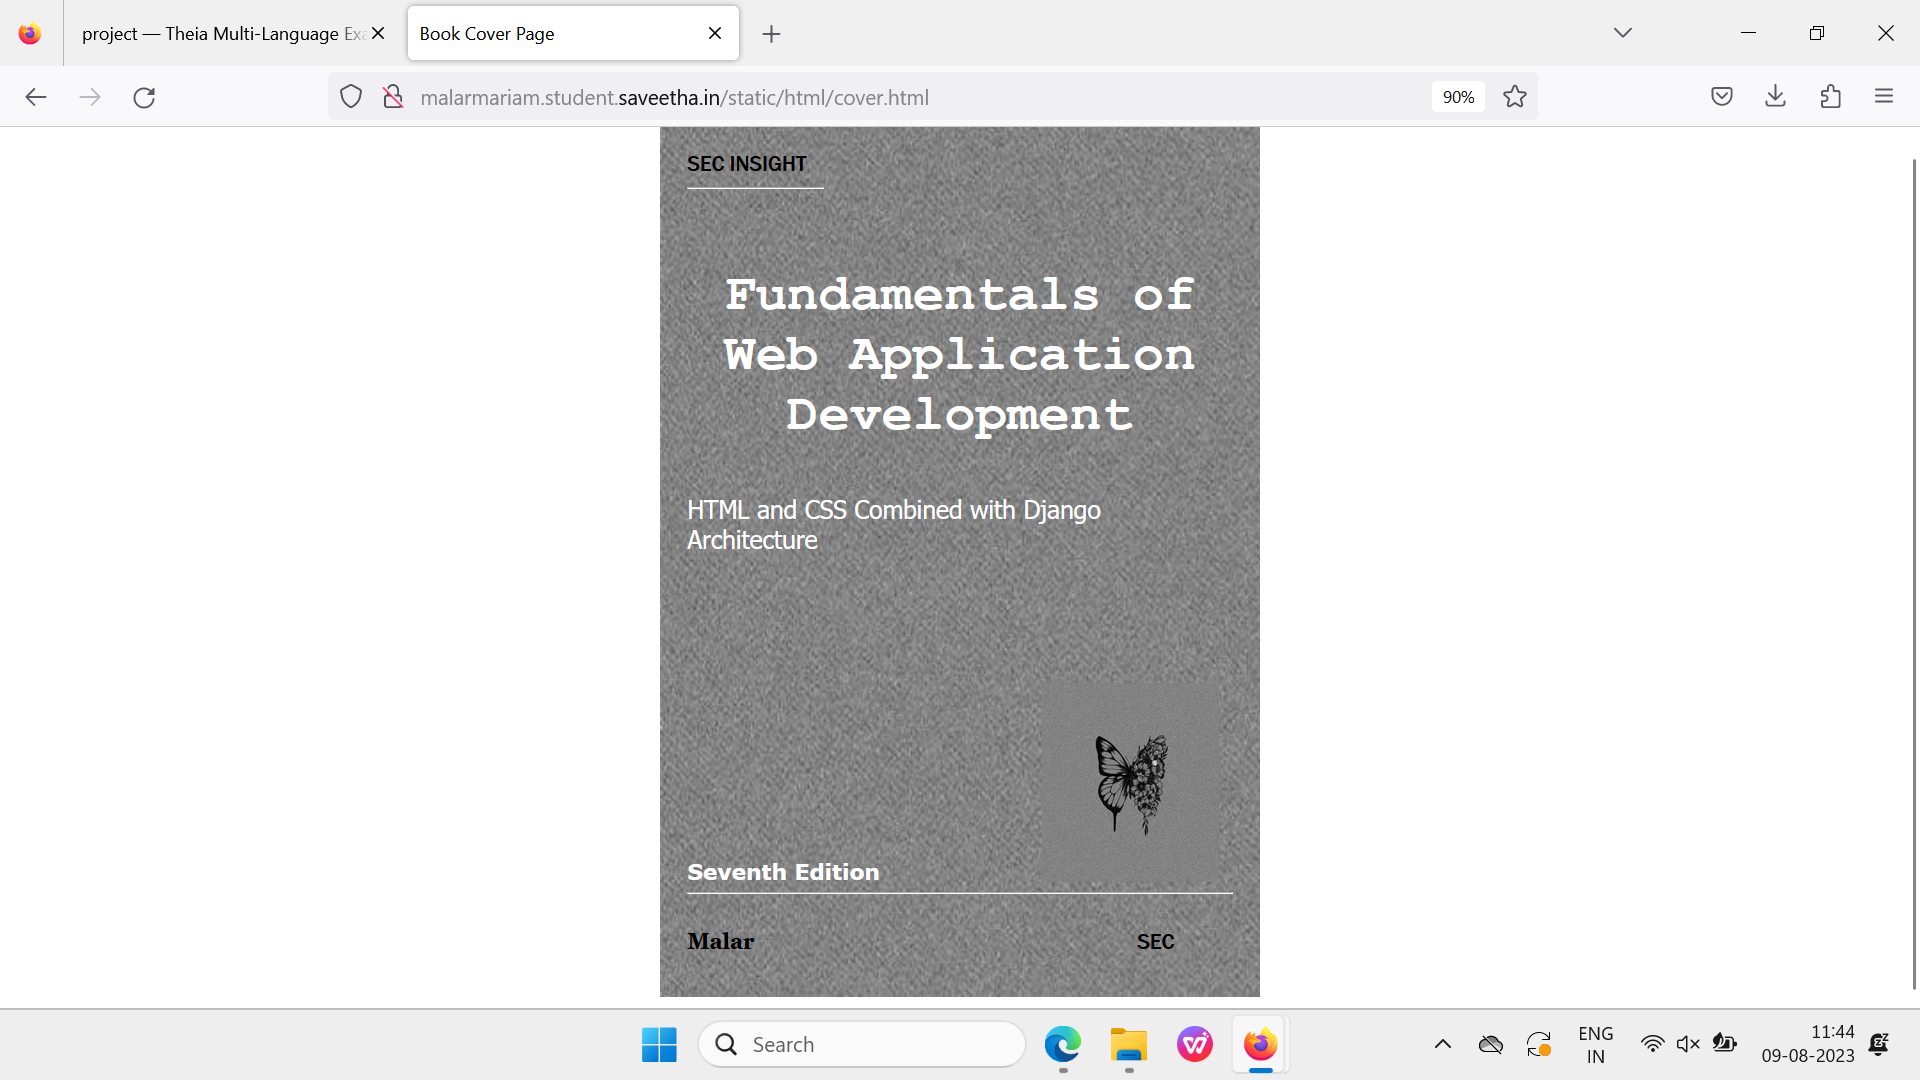 project — Theia Multi-Language Exa
Book Cover Page
malarmariam.student.saveetha.in/static/html/cover.html
90%
SEC INSIGHT
Fundamentals of
Web Application
Development
HTML and CSS Combined with Django
Architecture
Seventh Edition
Malar SEC
Search
ENG
IN
11:44
09-08-2023